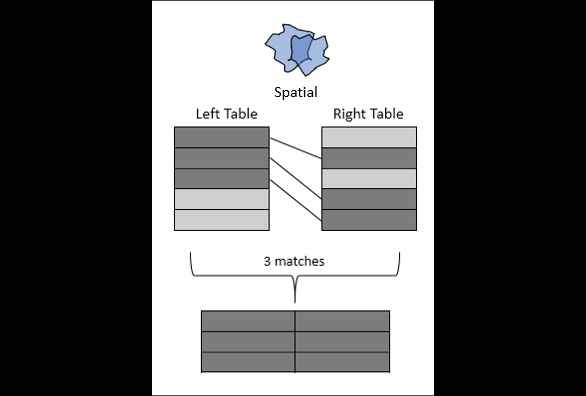 Spatial
Left Table
Right Table
3 matches